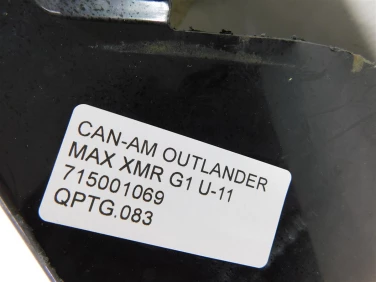 CAN-AM OUTLANDER
MAX XMR G1 U-11
715001069
QPTG.083